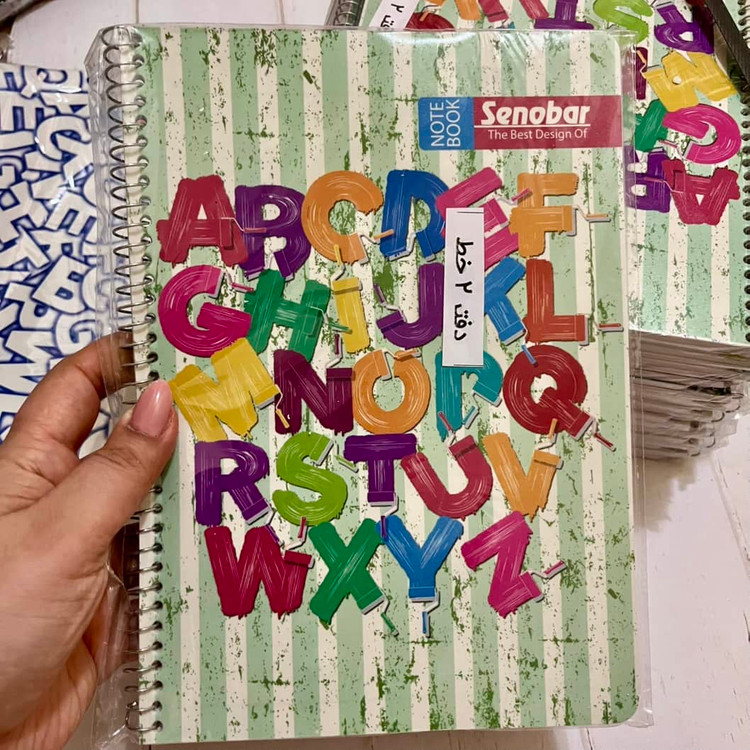 NOTE
BOOK
Senobar
The Best Design Of
ABCDEF
GHIJKL
MNOPQ
RSTUV
WXYZ
دفتر ۲ خط